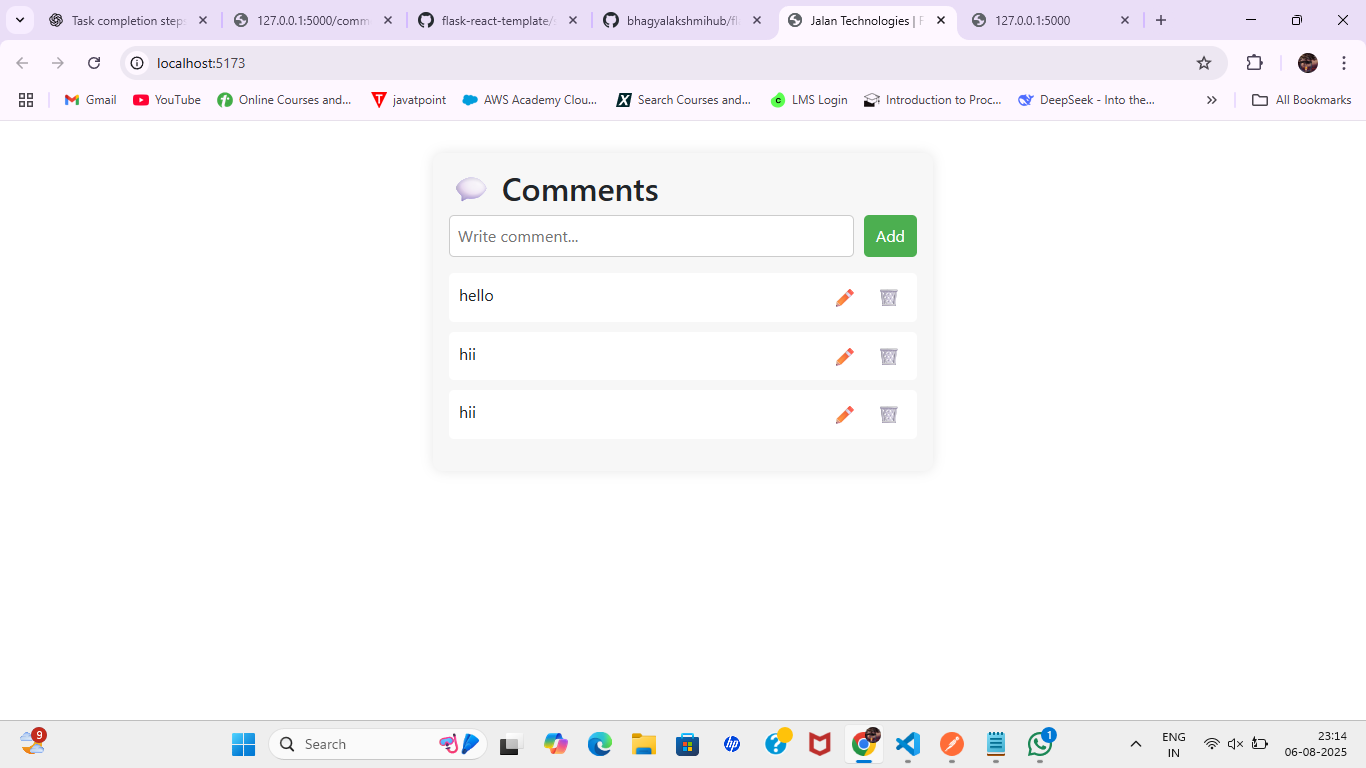 Task completion steps
127.0.0.1:5000/comm
flask-react-template/s
bhagyalakshmihub/fl
Jalan Technologies | F
127.0.0.1:5000
localhost:5173
Gmail
YouTube
Online Courses and...
javatpoint
AWS Academy Clou...
Search Courses and...
LMS Login
Introduction to Proc...
DeepSeek - Into the...
All Bookmarks
Comments
Write comment...
Add
hello
hii
hii
9
Search
1
ENG
IN
23:14
06-08-2025